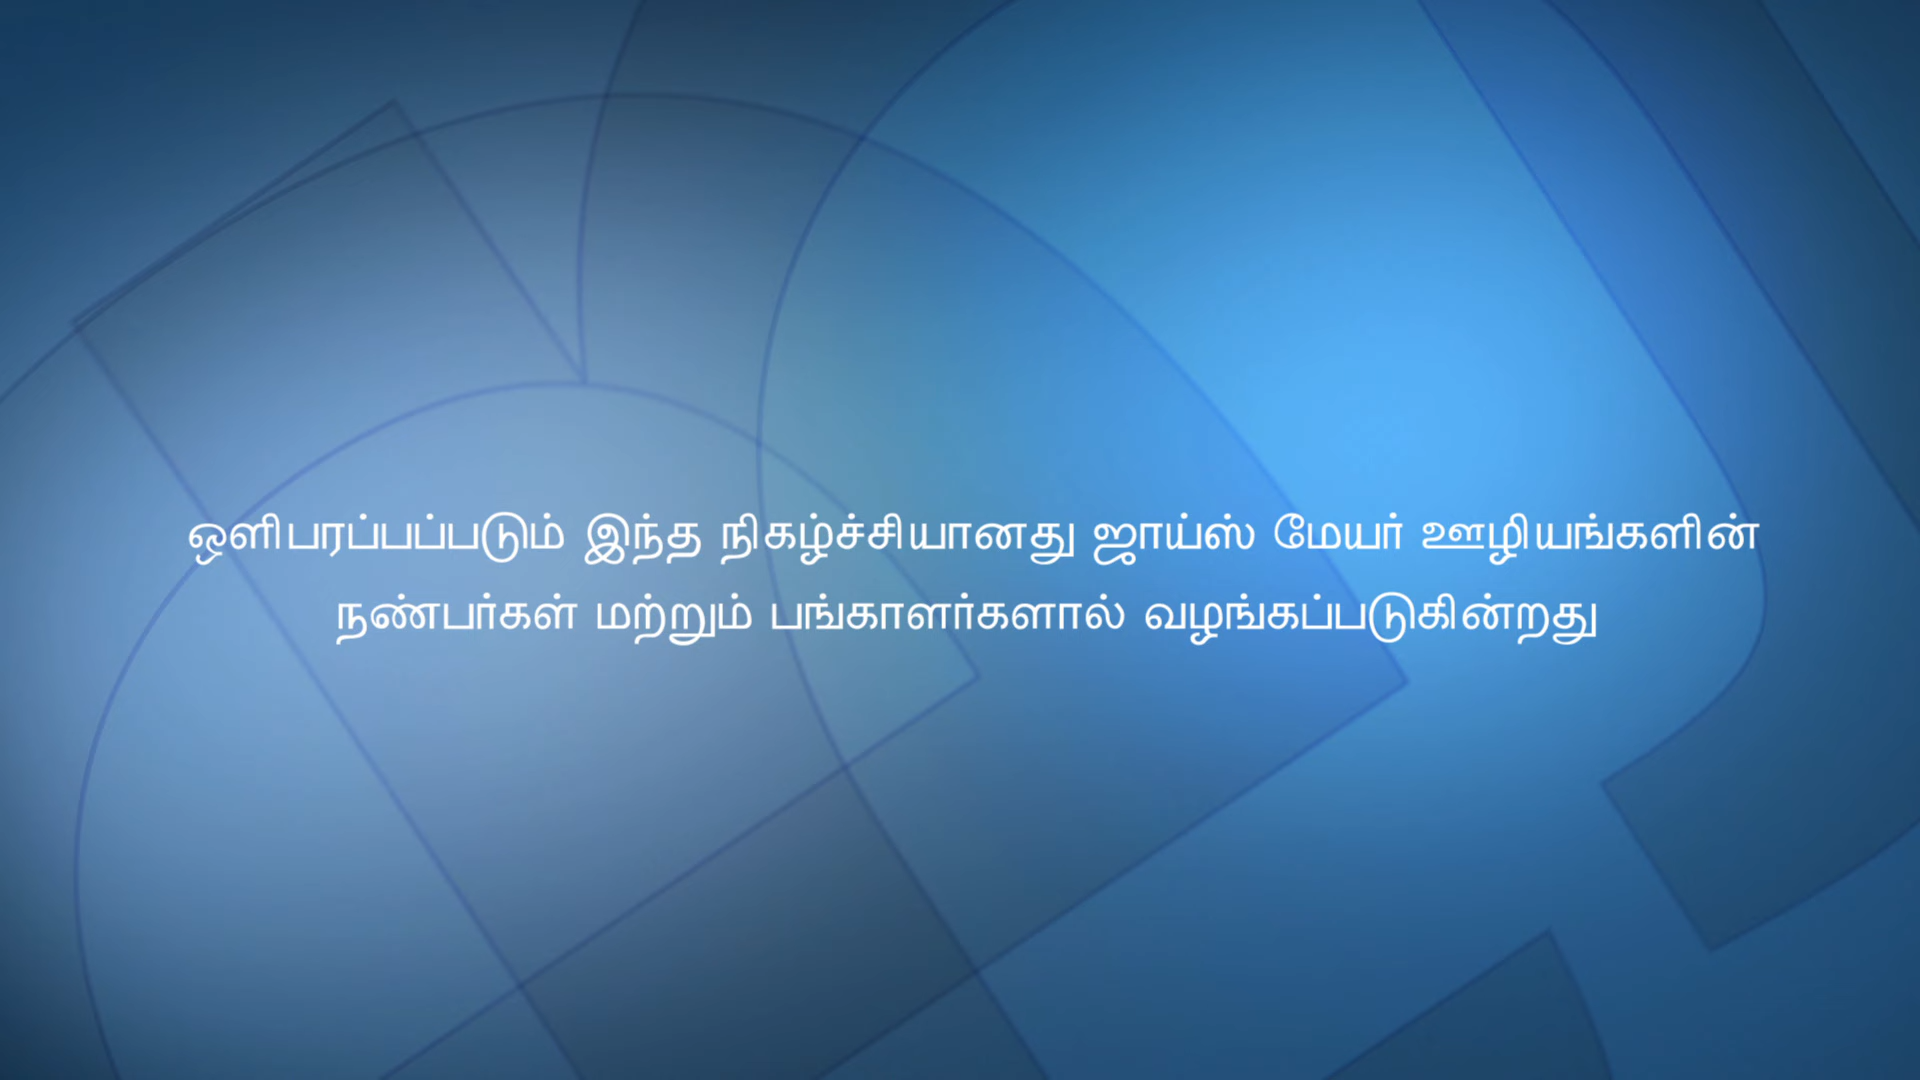 ஒளிபரப்பப்படும் இந்த நிகழ்ச்சியானது ஜாய்ஸ் மேயர் ஊழியங்களின்
நண்பர்கள் மற்றும் பங்காளர்களால் வழங்கப்படுகின்றது